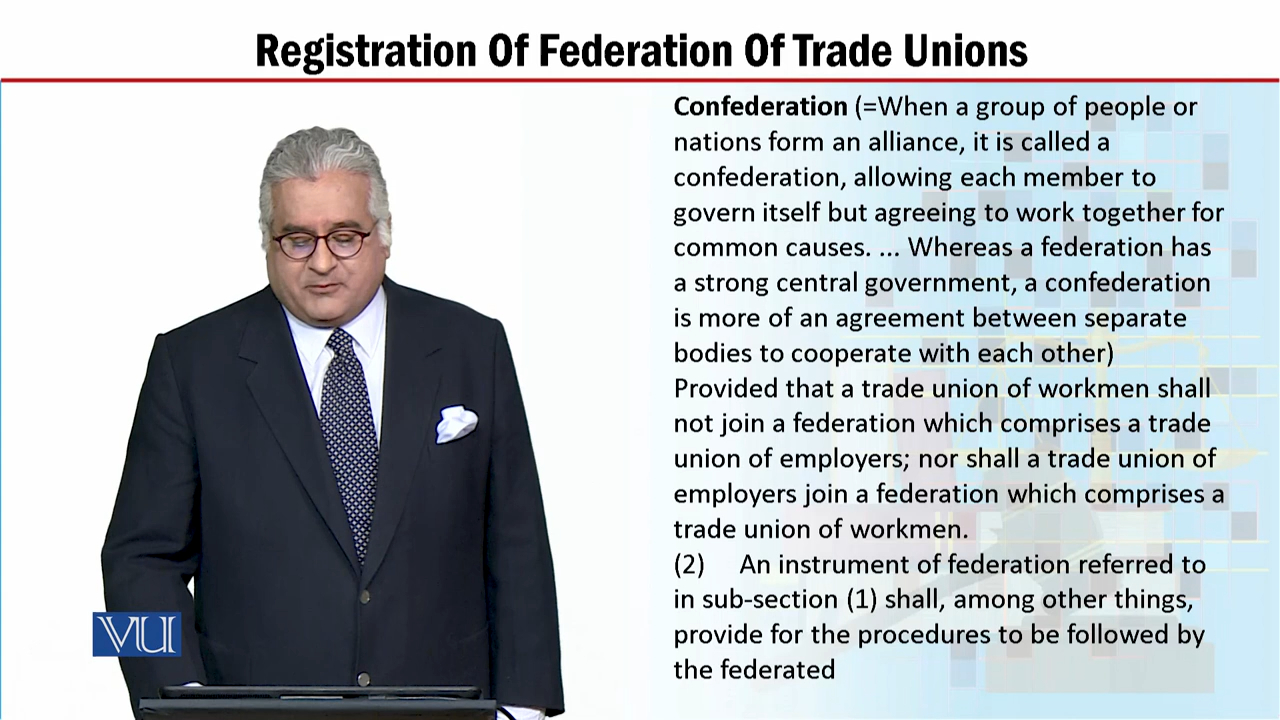 Registration Of Federation Of Trade Unions
Confederation (=When a group of people or
nations form an alliance, it is called a
confederation, allowing each member to
govern itself but agreeing to work together for
common causes. ... Whereas a federation has
a strong central government, a confederation
is more of an agreement between separate
bodies to cooperate with each other)
Provided that a trade union of workmen shall
not join a federation which comprises a trade
union of employers; nor shall a trade union of
employers join a federation which comprises a
trade union of workmen.
(2) An instrument of federation referred to
in sub-section (1) shall, among other things,
provide for the procedures to be followed by
the federated
VU